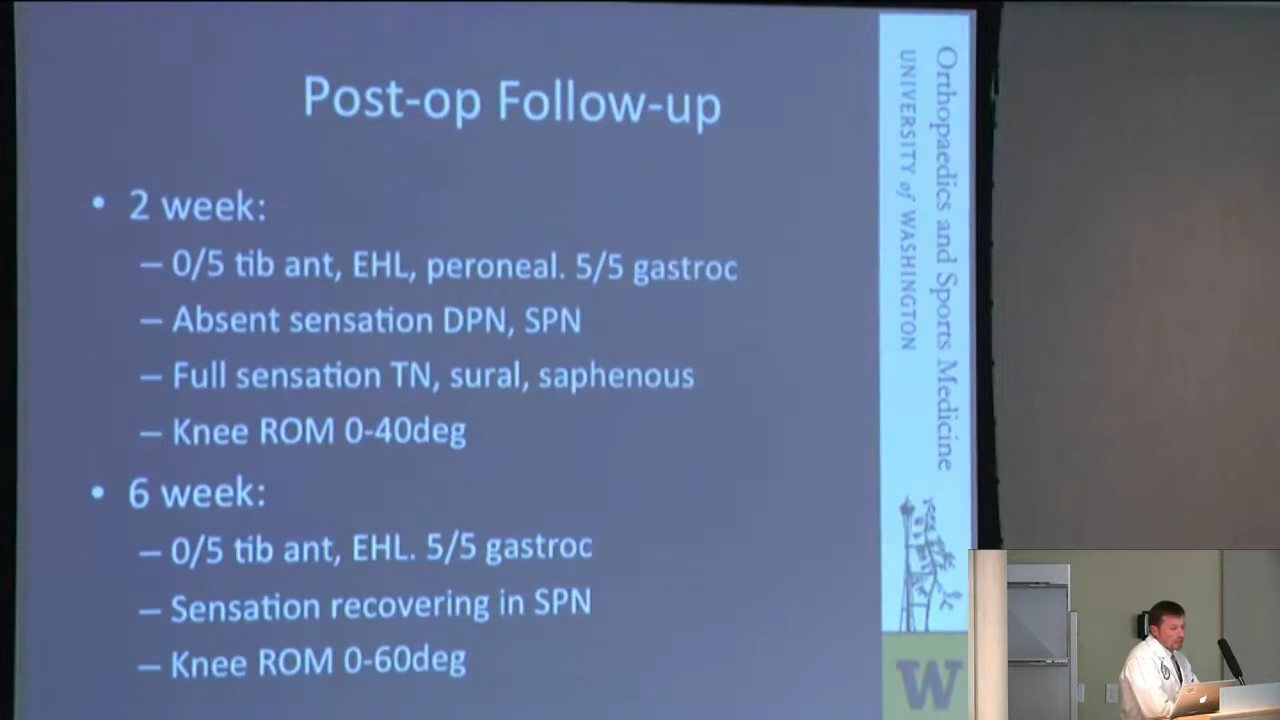 Post-op Follow-up
• 2 week:
– 0/5 tib ant, EHL, peroneal. 5/5 gastroc
– Absent sensation DPN, SPN
– Full sensation TN, sural, saphenous
– Knee ROM 0-40deg
• 6 week:
– 0/5 tib ant, EHL. 5/5 gastroc
– Sensation recovering in SPN
– Knee ROM 0-60deg
Orthopaedics and Sports Medicine
UNIVERSITY of WASHINGTON
W